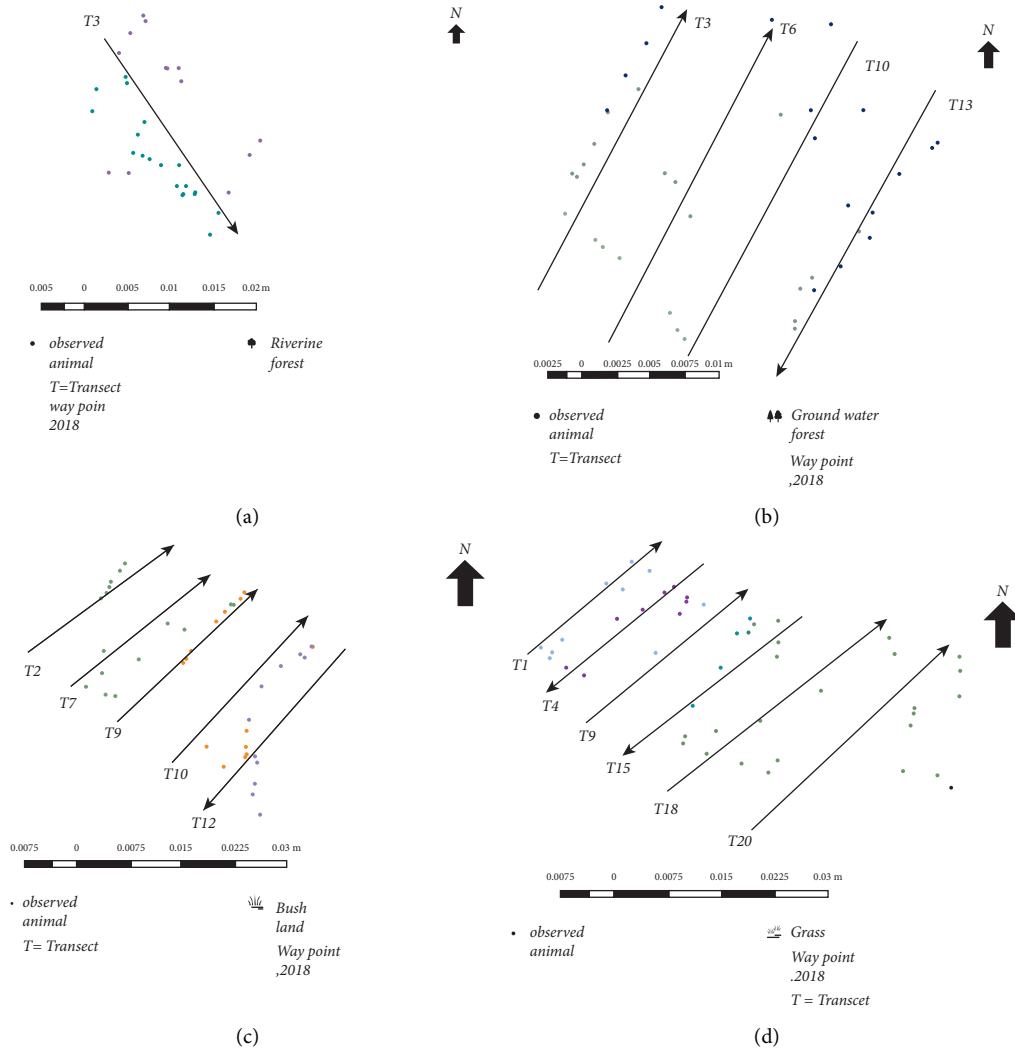 T3
N
0.005 0 0.005 0.01 0.015 0.02 m
observed
animal
T=Transect
way poin
2018
Riverine
forest
(a)
T3
T6
T10
T13
N
0.0025 0 0.0025 0.005 0.0075 0.01 m
observed
animal
T=Transect
Ground water
forest
Way point
,2018
(b)
T2
T7
T9
T10
T12
N
0.0075 0 0.0075 0.015 0.0225 0.03 m
observed
animal
T= Transect
Bush
land
Way point
,2018
(c)
T1
T4
T9
T15
T18
T20
N
0.0075 0 0.0075 0.015 0.0225 0.03 m
observed
animal
Grass
Way point
.2018
T = Transcet
(d)